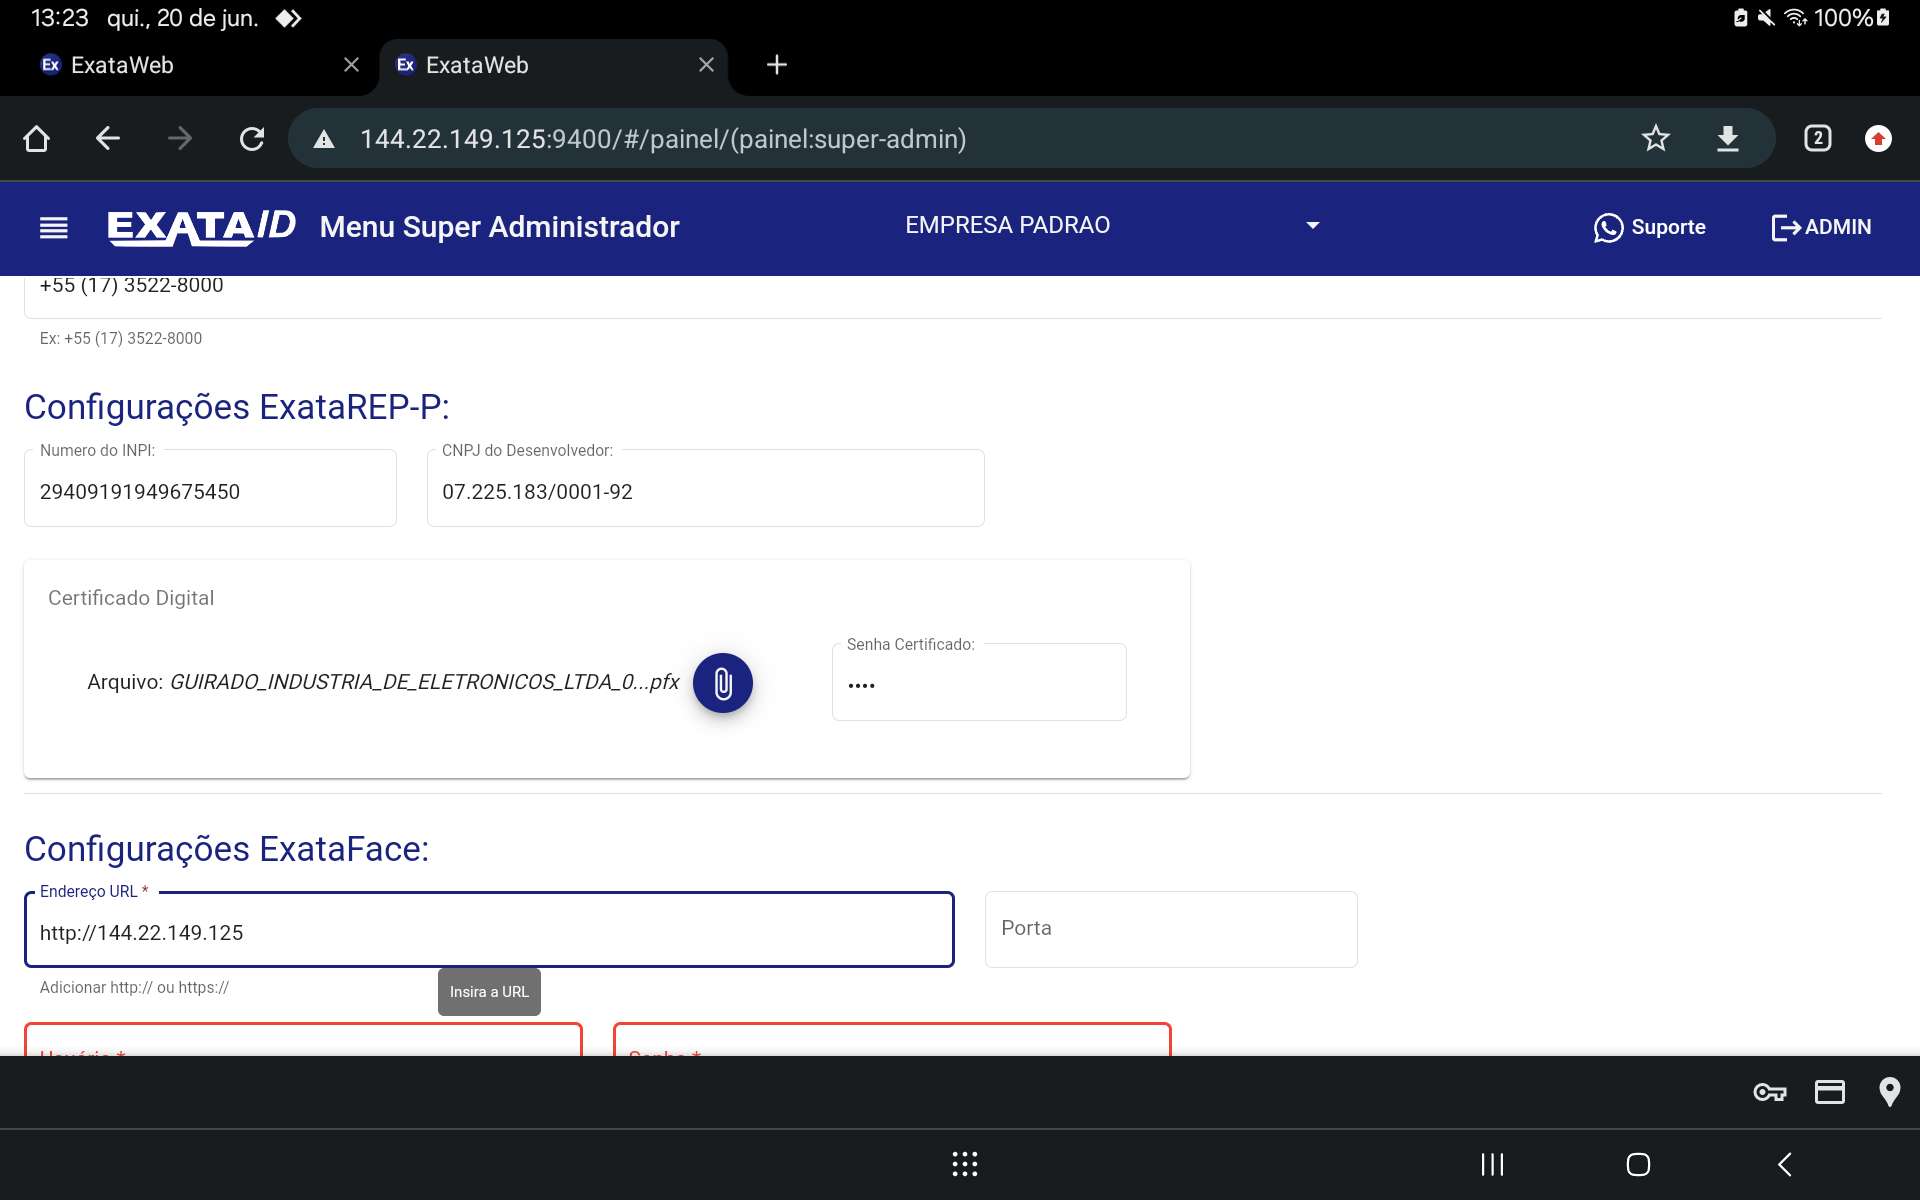 13:23 qui., 20 de jun. 100%
Ex ExataWeb Ex ExataWeb
144.22.149.125:9400/#/painel/(painel:super-admin) 2
EXATAID Menu Super Administrador EMPRESA PADRAO Suporte ADMIN
+55 (17) 3522-8000
Ex: +55 (17) 3522-8000
Configurações ExataREP-P:
Numero do INPI: CNPJ do Desenvolvedor:
29409191949675450 07.225.183/0001-92
Certificado Digital
Senha Certificado:
Arquivo: GUIRADO_INDUSTRIA_DE_ELETRONICOS_LTDA_0...pfx ••••
Configurações ExataFace:
Endereço URL *
http://144.22.149.125 Porta
Adicionar http:// ou https:// Insira a URL
Usuário * Senha *